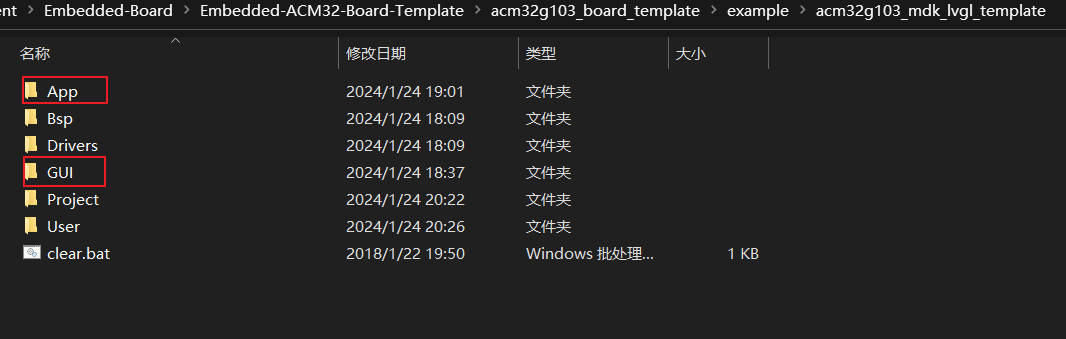 ent > Embedded-Board > Embedded-ACM32-Board-Template > acm32g103_board_template > example > acm32g103_mdk_lvgl_template
名称 修改日期 类型 大小
App 2024/1/24 19:01 文件夹
Bsp 2024/1/24 18:09 文件夹
Drivers 2024/1/24 18:09 文件夹
GUI 2024/1/24 18:37 文件夹
Project 2024/1/24 20:22 文件夹
User 2024/1/24 20:26 文件夹
clear.bat 2018/1/22 19:50 Windows 批处理... 1 KB